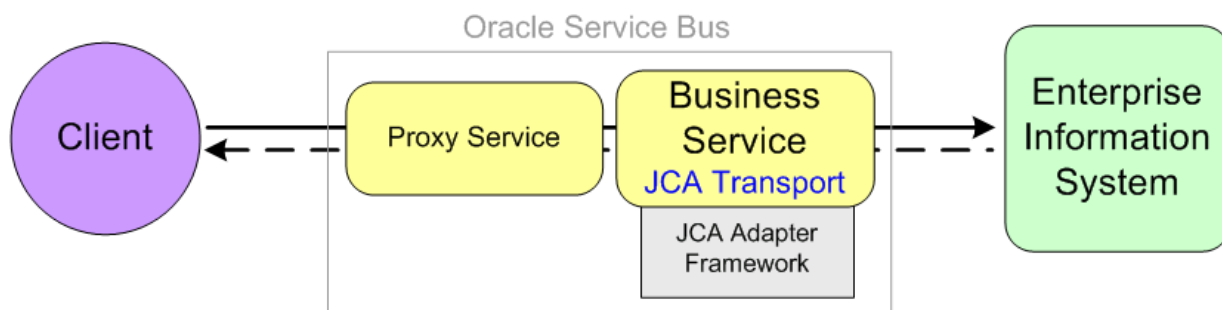 Oracle Service Bus
Client
Proxy Service
Business
Service
JCA Transport
JCA Adapter
Framework
Enterprise
Information
System